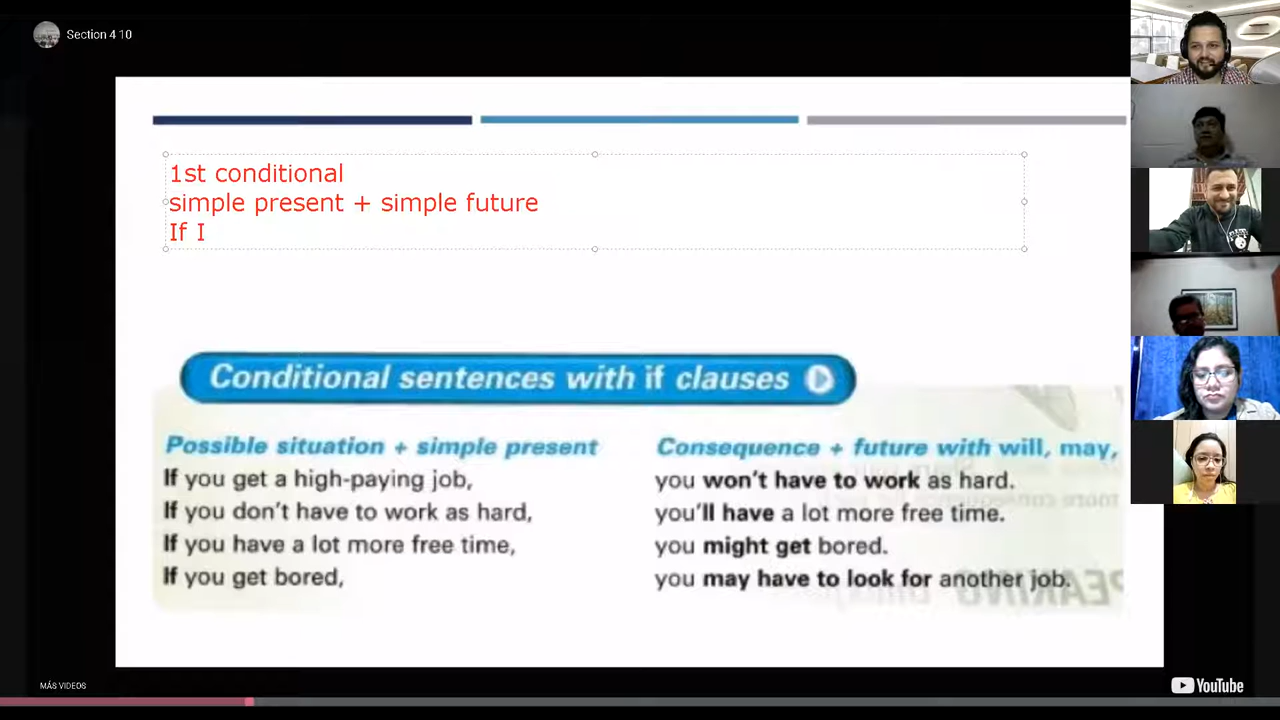 Section 4 10
1st conditional
simple present + simple future
If I
Conditional sentences with if clauses
Possible situation + simple present
If you get a high-paying job,
If you don't have to work as hard,
If you have a lot more free time,
If you get bored,
Consequence + future with will, may,
you won't have to work as hard.
you'll have a lot more free time.
you might get bored.
you may have to look for another job.
MÁS VIDEOS
YouTube